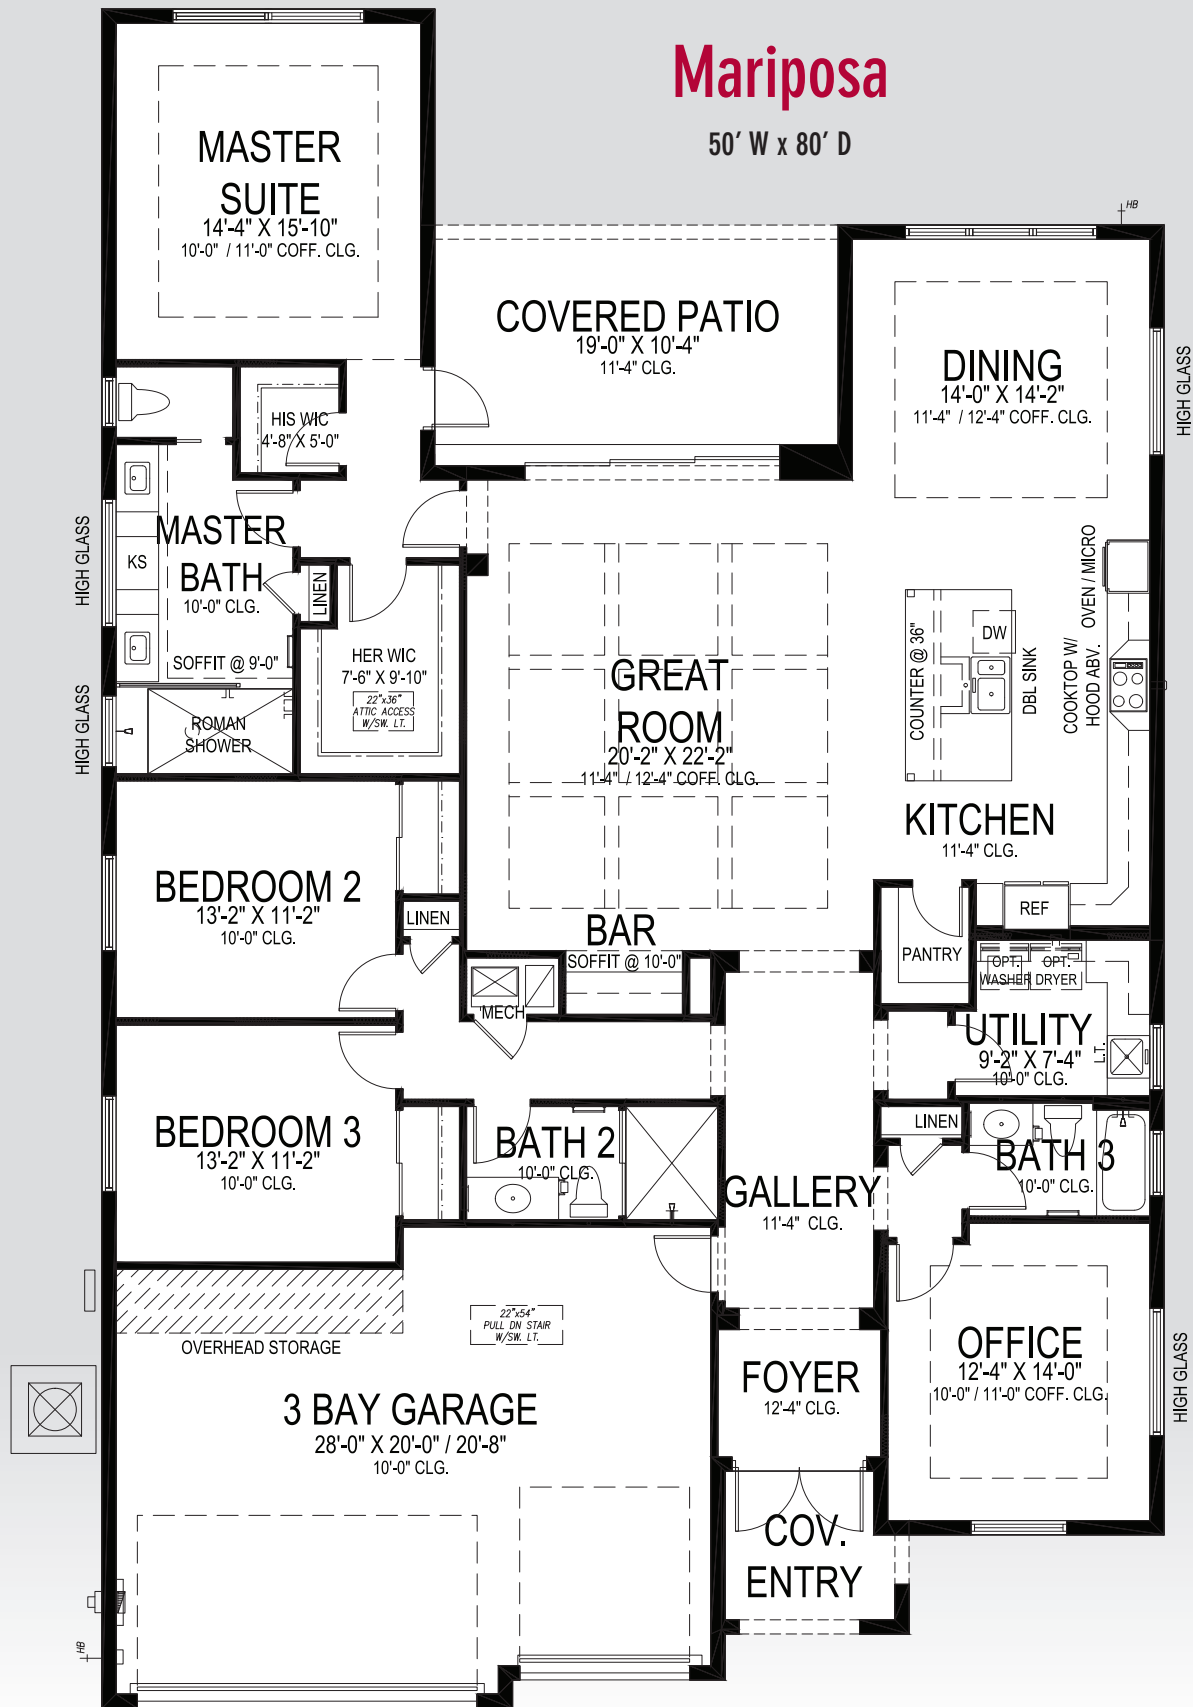 Mariposa
50' W x 80' D
MASTER
SUITE
14'-4" X 15'-10"
10'-0" / 11'-0" COFF. CLG.
HB
COVERED PATIO
19'-0" X 10'-4"
11'-4" CLG.
DINING
14'-0" X 14'-2"
11'-4" / 12'-4" COFF. CLG.
HIGH GLASS
HIS WIC
4'-8" X 5'-0"
HIGH GLASS
MASTER
BATH
10'-0" CLG.
KS
LINEN
SOFFIT @ 9'-0"
HER WIC
7'-6" X 9'-10"
22"x36"
ATTIC ACCESS
W/SW. LT.
HIGH GLASS
ROMAN
SHOWER
GREAT
ROOM
20'-2" X 22'-2"
11'-4" / 12'-4" COFF. CLG.
COUNTER @ 36"
DW
DBL SINK
COOKTOP W/
HOOD ABV.
OVEN / MICRO
KITCHEN
11'-4" CLG.
BEDROOM 2
13'-2" X 11'-2"
10'-0" CLG.
LINEN
BAR
SOFFIT @ 10'-0"
REF
PANTRY
OPT.
WASHER
OPT.
DRYER
MECH
UTILITY
9'-2" X 7'-4"
10'-0" CLG.
L.T.
BEDROOM 3
13'-2" X 11'-2"
10'-0" CLG.
BATH 2
10'-0" CLG.
LINEN
BATH 3
10'-0" CLG.
GALLERY
11'-4" CLG.
OVERHEAD STORAGE
22"x54"
PULL DN STAIR
W/SW. LT.
3 BAY GARAGE
28'-0" X 20'-0" / 20'-8"
10'-0" CLG.
FOYER
12'-4" CLG.
OFFICE
12'-4" X 14'-0"
10'-0" / 11'-0" COFF. CLG.
HIGH GLASS
COV.
ENTRY
HB